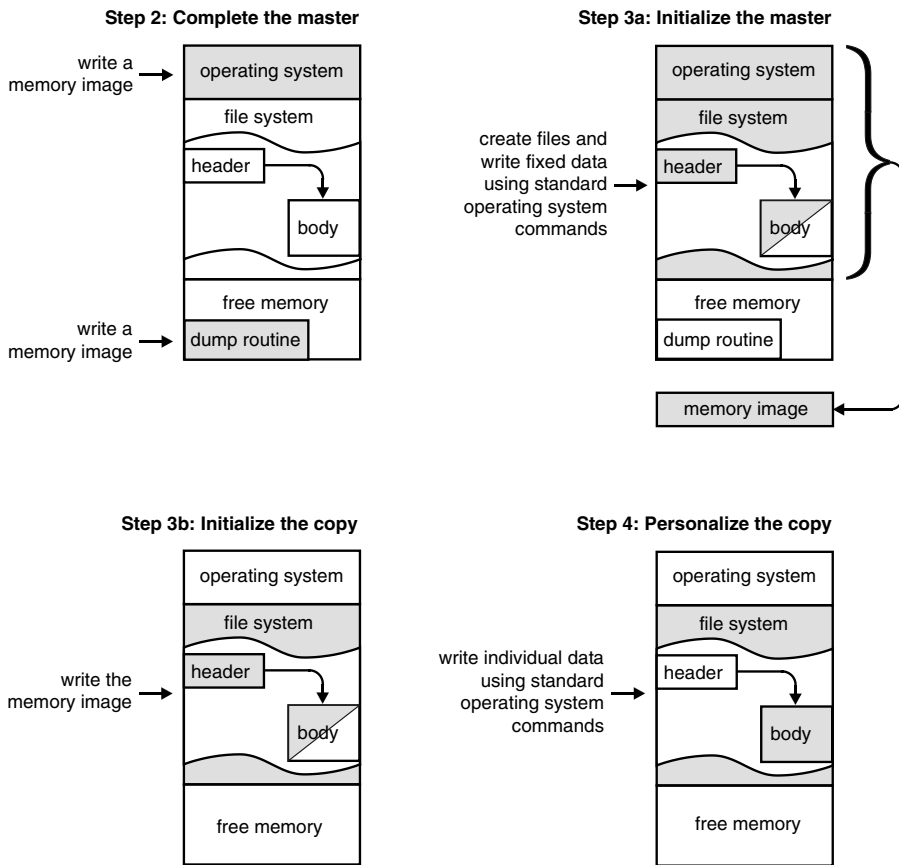 Step 2: Complete the master
write a
memory image
operating system
file system
header
body
free memory
write a
memory image
dump routine
Step 3a: Initialize the master
operating system
file system
create files and
write fixed data
using standard
operating system
commands
header
body
free memory
dump routine
memory image
Step 3b: Initialize the copy
operating system
file system
write the
memory image
header
body
free memory
Step 4: Personalize the copy
operating system
file system
write individual data
using standard
operating system
commands
header
body
free memory